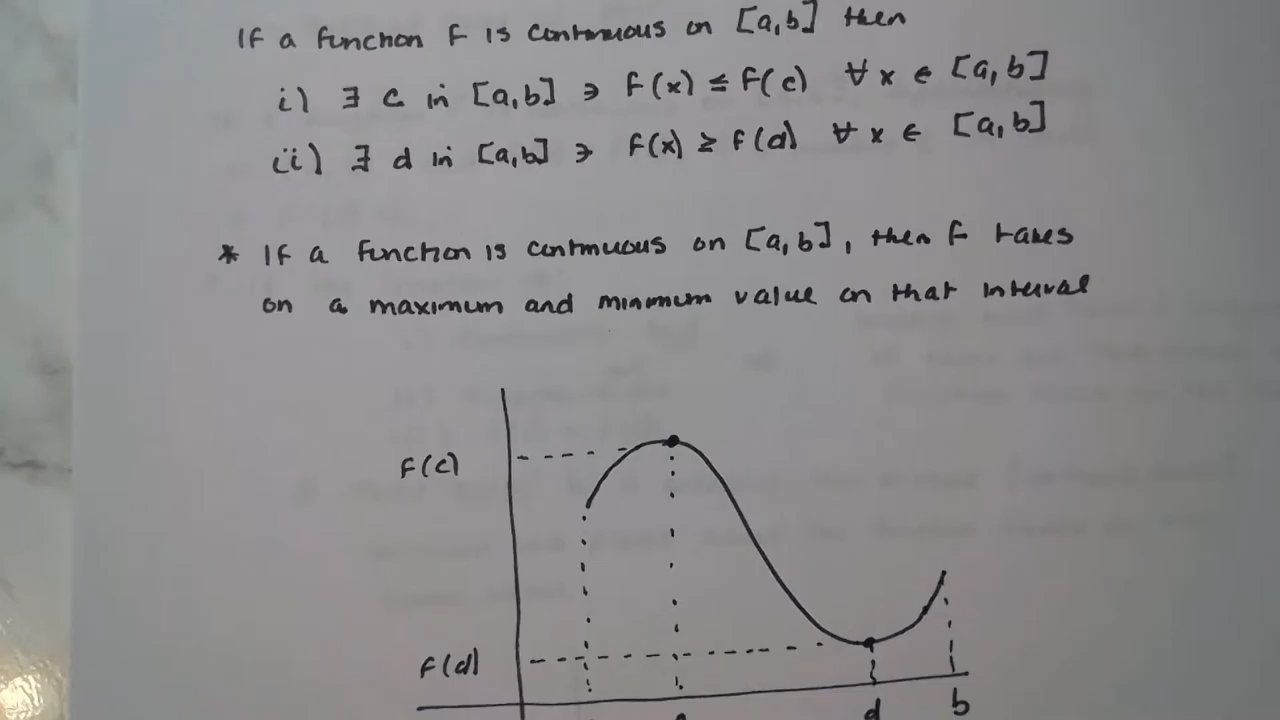 If a function f is continuous on [a,b] then
i) ∃ c in [a,b] ∋ f(x) ≤ f(c) ∀ x ∈ [a,b]
ii) ∃ d in [a,b] ∋ f(x) ≥ f(d) ∀ x ∈ [a,b]
* If a function is continuous on [a,b], then f takes
on a maximum and minimum value on that interval
f(c)
f(d)
d b